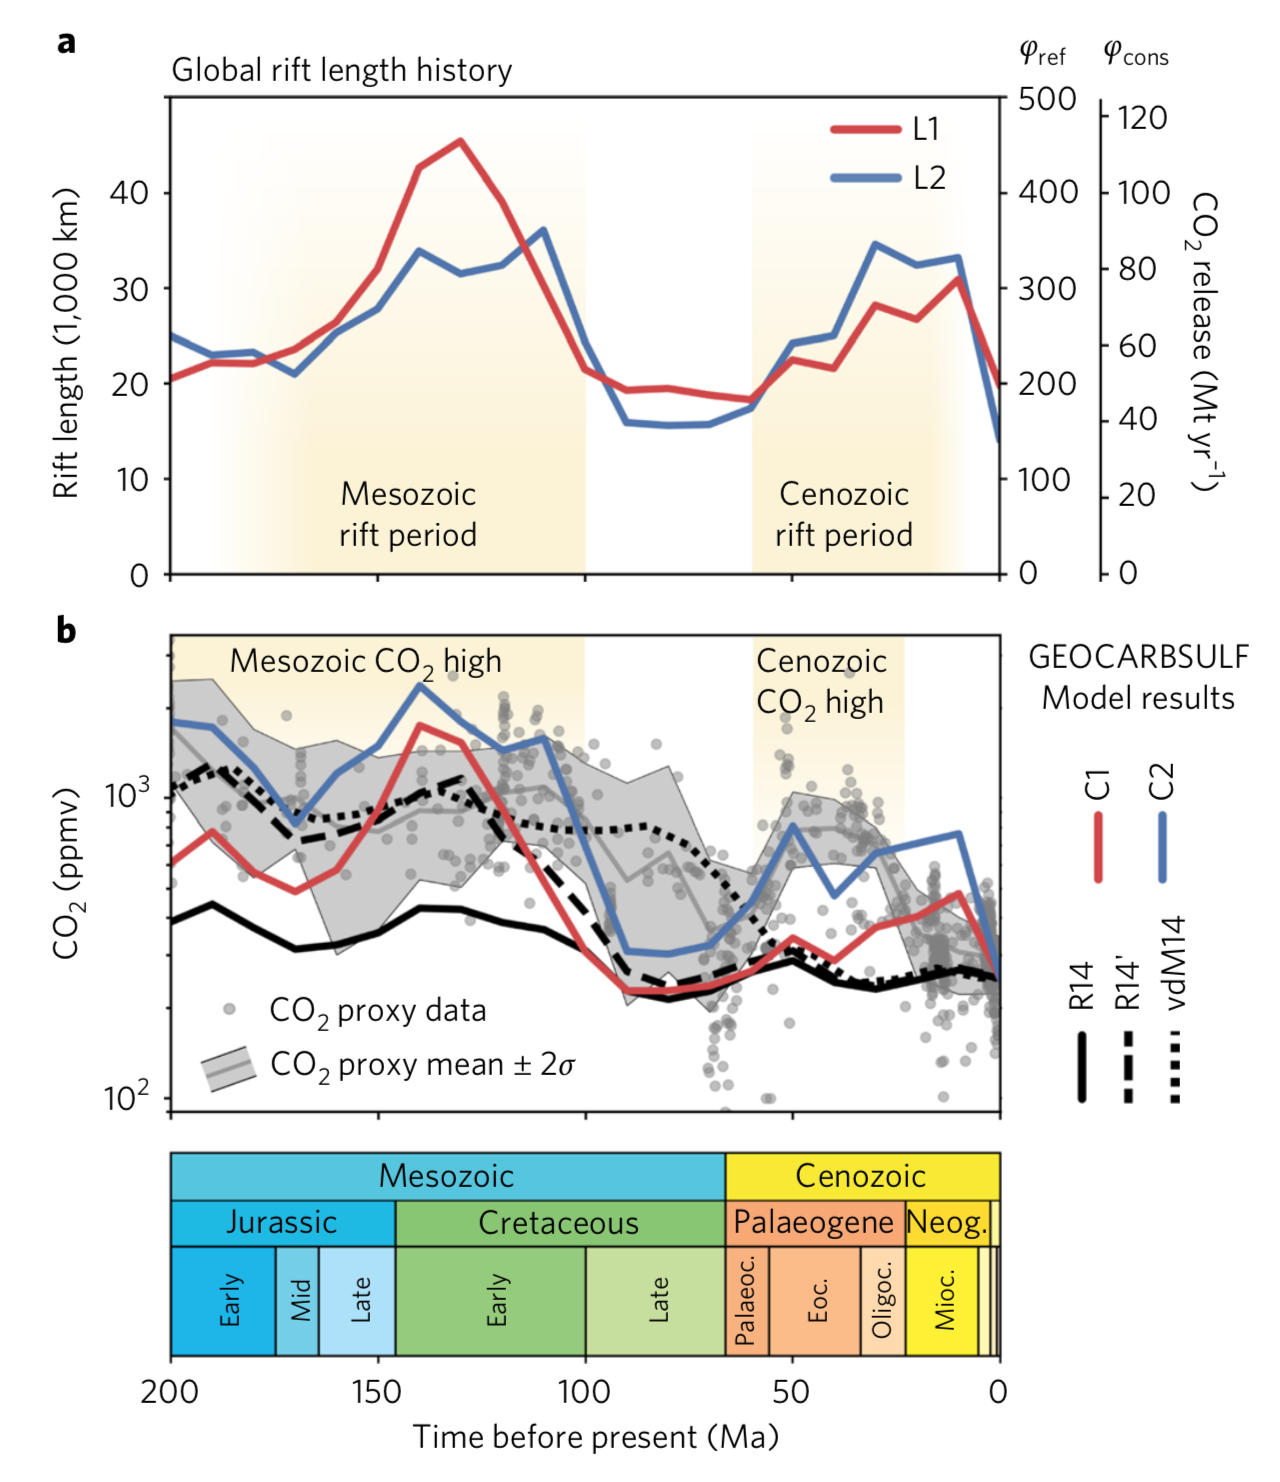 a
Global rift length history
φref
φcons
L1
L2
Rift length (1,000 km)
40
30
20
10
0
500
400
300
200
100
0
120
100
80
60
40
20
0
CO2 release (Mt yr-1)
Mesozoic
rift period
Cenozoic
rift period
b
Mesozoic CO2 high
Cenozoic
CO2 high
CO2 (ppmv)
10³
10²
CO2 proxy data
CO2 proxy mean ± 2σ
GEOCARBSULF
Model results
C1
C2
R14
R14'
vdM14
Mesozoic
Cenozoic
Jurassic
Cretaceous
Palaeogene
Neog.
Early
Mid
Late
Early
Late
Palaeoc.
Eoc.
Oligoc.
Mioc.
200
150
100
50
0
Time before present (Ma)